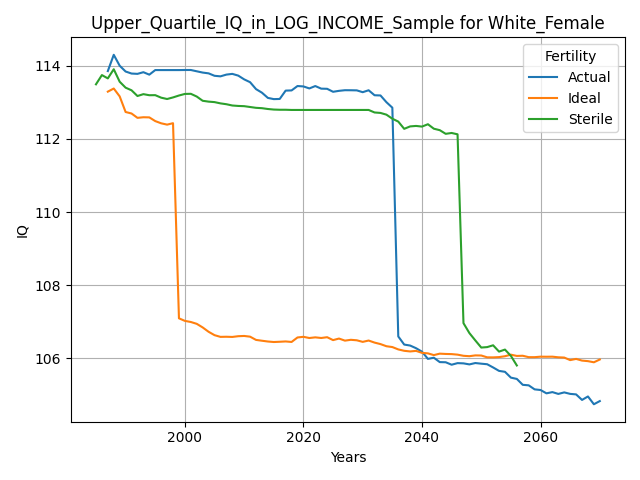 Upper_Quartile_IQ_in_LOG_INCOME_Sample for White_Female
Fertility
Actual
Ideal
Sterile
114
112
110
108
106
IQ
2000
2020
2040
2060
Years